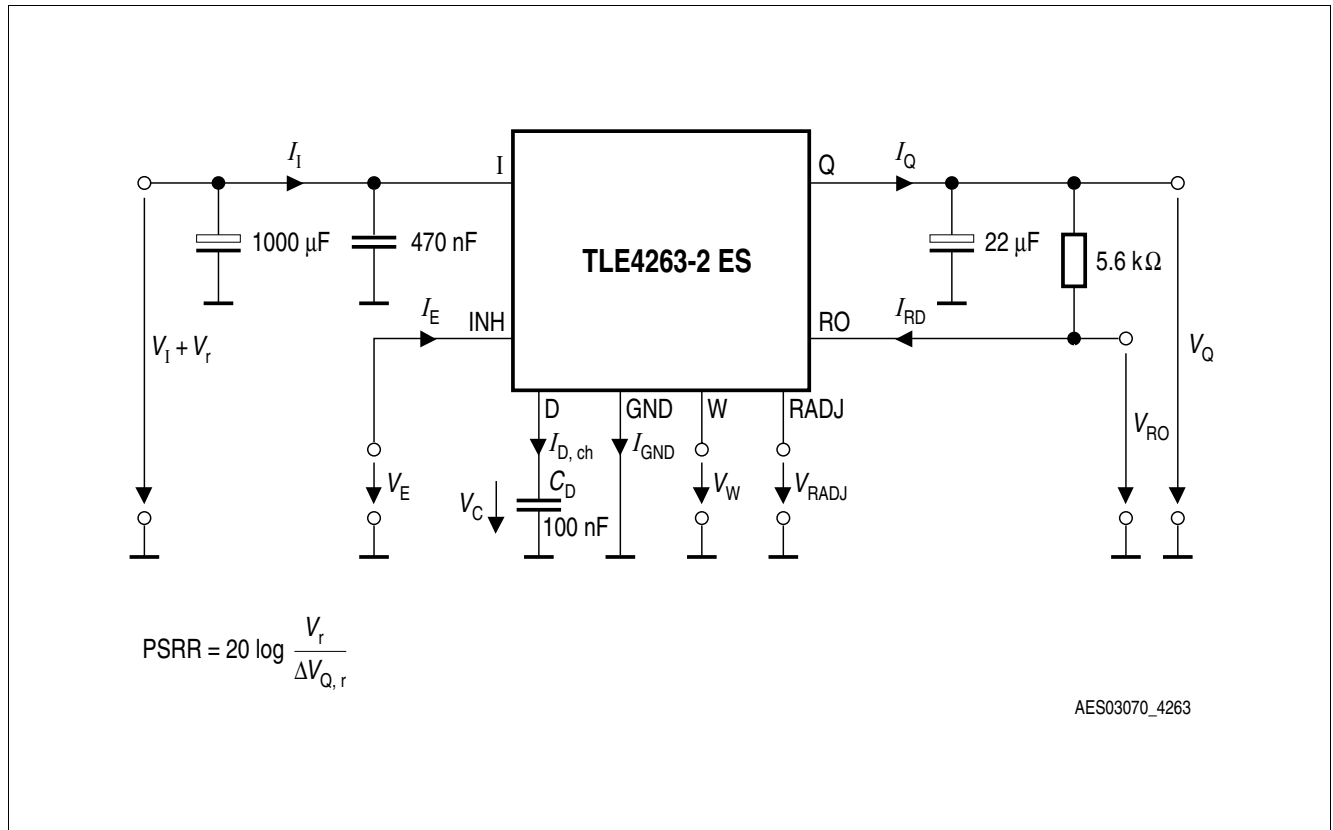 I_I
I
Q
I_Q
1000 µF
470 nF
TLE4263-2 ES
22 µF
5.6 kΩ
I_E
INH
RO
I_RD
V_I + V_r
V_Q
D
GND
W
RADJ
I_D, ch
I_GND
V_RO
V_E
V_C
C_D
100 nF
V_W
V_RADJ
PSRR = 20 log V_r / ΔV_Q, r
AES03070_4263